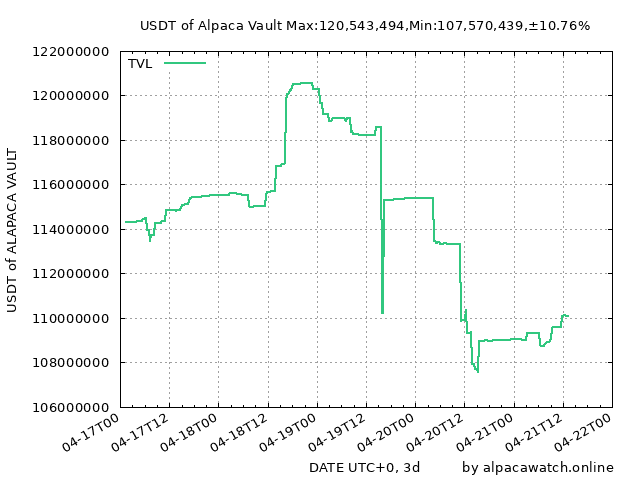 USDT of Alpaca Vault Max:120,543,494,Min:107,570,439,±10.76%
TVL
122000000
120000000
118000000
116000000
114000000
112000000
110000000
108000000
106000000
USDT of ALAPACA VAULT
04-17T00
04-17T12
04-18T00
04-18T12
04-19T00
04-19T12
04-20T00
04-20T12
04-21T00
04-21T12
04-22T00
DATE UTC+0, 3d
by alpacawatch.online